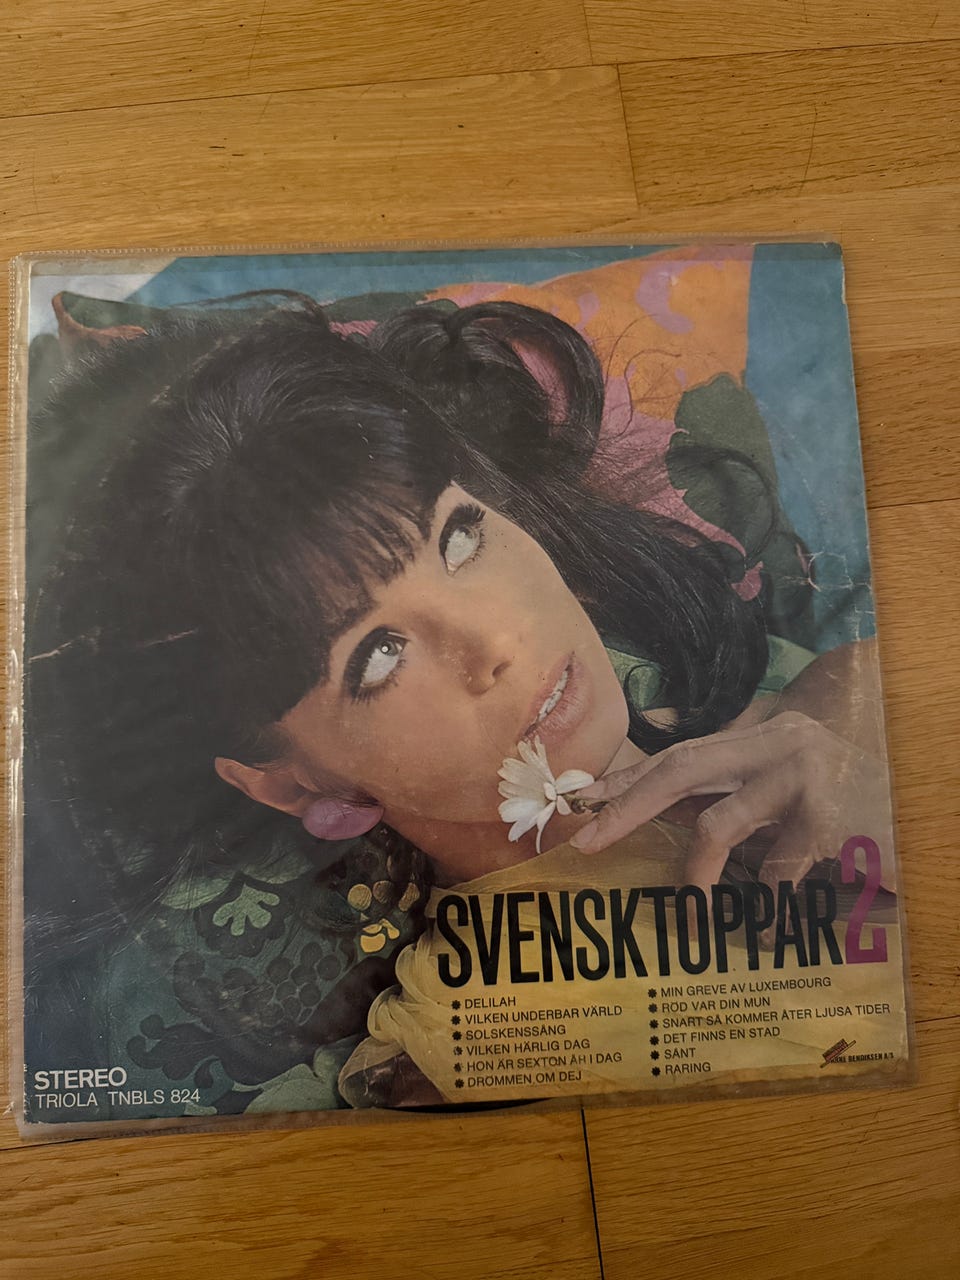 SVENSKTOPPAR 2
DELILAH
VILKEN UNDERBAR VÄRLD
SOLSKENSSÅNG
VILKEN HÄRLIG DAG
HON ÄR SEXTON ÅR I DAG
DRÖMMEN OM DEJ
MIN GREVE AV LUXEMBOURG
RÖD VAR DIN MUN
SNART SÅ KOMMER ÅTER LJUSA TIDER
DET FINNS EN STAD
SÅNT
RARING
ARNE BENDIKSEN A/S
STEREO
TRIOLA TNBLS 824